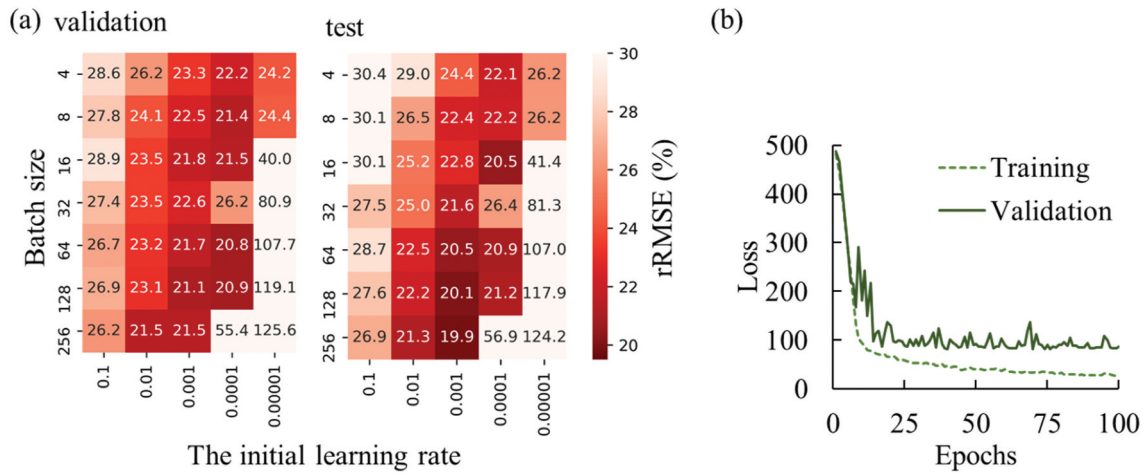 (a) validation
test
(b)
Batch size
4 28.6 26.2 23.3 22.2 24.2
8 27.8 24.1 22.5 21.4 24.4
16 28.9 23.5 21.8 21.5 40.0
32 27.4 23.5 22.6 26.2 80.9
64 26.7 23.2 21.7 20.8 107.7
128 26.9 23.1 21.1 20.9 119.1
256 26.2 21.5 21.5 55.4 125.6
0.1 0.01 0.001 0.0001 0.00001
4 30.4 29.0 24.4 22.1 26.2
8 30.1 26.5 22.4 22.2 26.2
16 30.1 25.2 22.8 20.5 41.4
32 27.5 25.0 21.6 26.4 81.3
64 28.7 22.5 20.5 20.9 107.0
128 27.6 22.2 20.1 21.2 117.9
256 26.9 21.3 19.9 56.9 124.2
0.1 0.01 0.001 0.0001 0.00001
The initial learning rate
30
28
26
24
22
20
rRMSE (%)
Loss
500
400
300
200
100
0
Training
Validation
0 25 50 75 100
Epochs